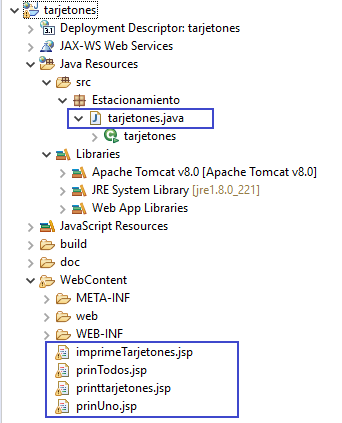 tarjetones
Deployment Descriptor: tarjetones
JAX-WS Web Services
Java Resources
src
Estacionamiento
tarjetones.java
tarjetones
Libraries
Apache Tomcat v8.0 [Apache Tomcat v8.0]
JRE System Library [jre1.8.0_221]
Web App Libraries
JavaScript Resources
build
doc
WebContent
META-INF
web
WEB-INF
imprimeTarjetones.jsp
prinTodos.jsp
printtarjetones.jsp
prinUno.jsp